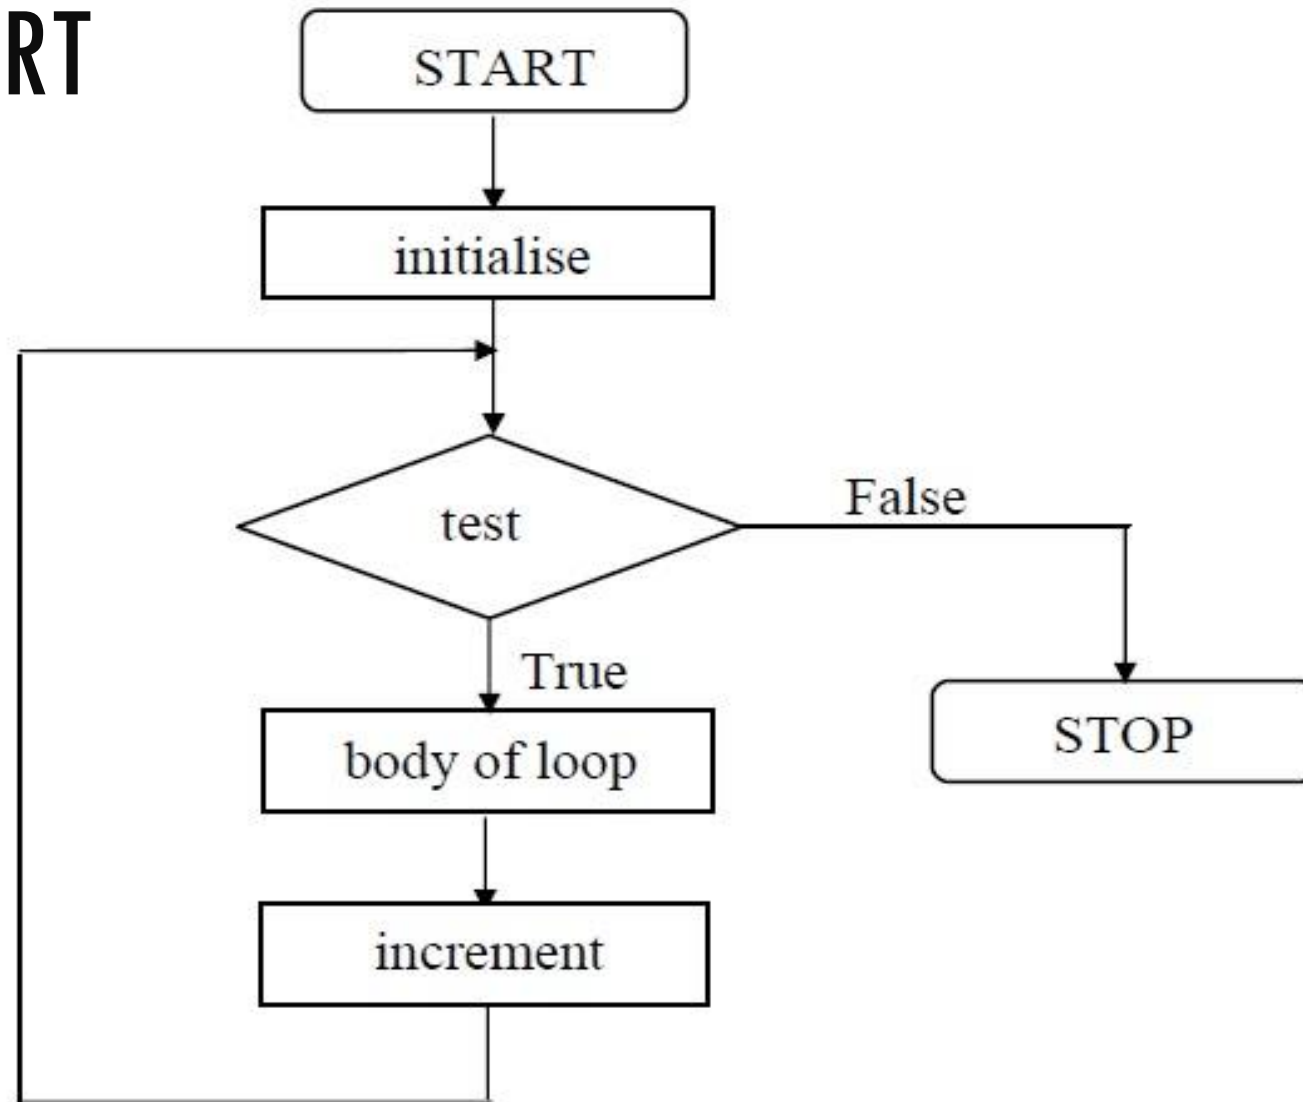 RT
START
initialise
test
False
True
body of loop
STOP
increment